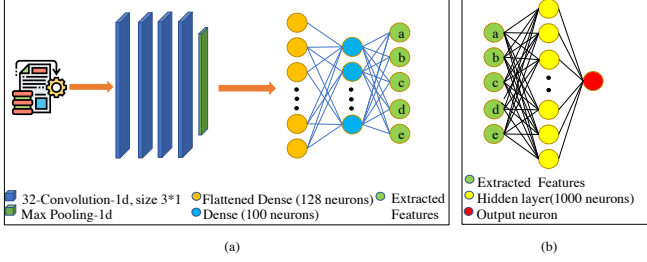 a
b
c
d
e
32-Convolution-1d, size 3*1
Max Pooling-1d
Flattened Dense (128 neurons)
Dense (100 neurons)
Extracted
Features
(a)
a
b
c
d
e
Extracted Features
Hidden layer(1000 neurons)
Output neuron
(b)